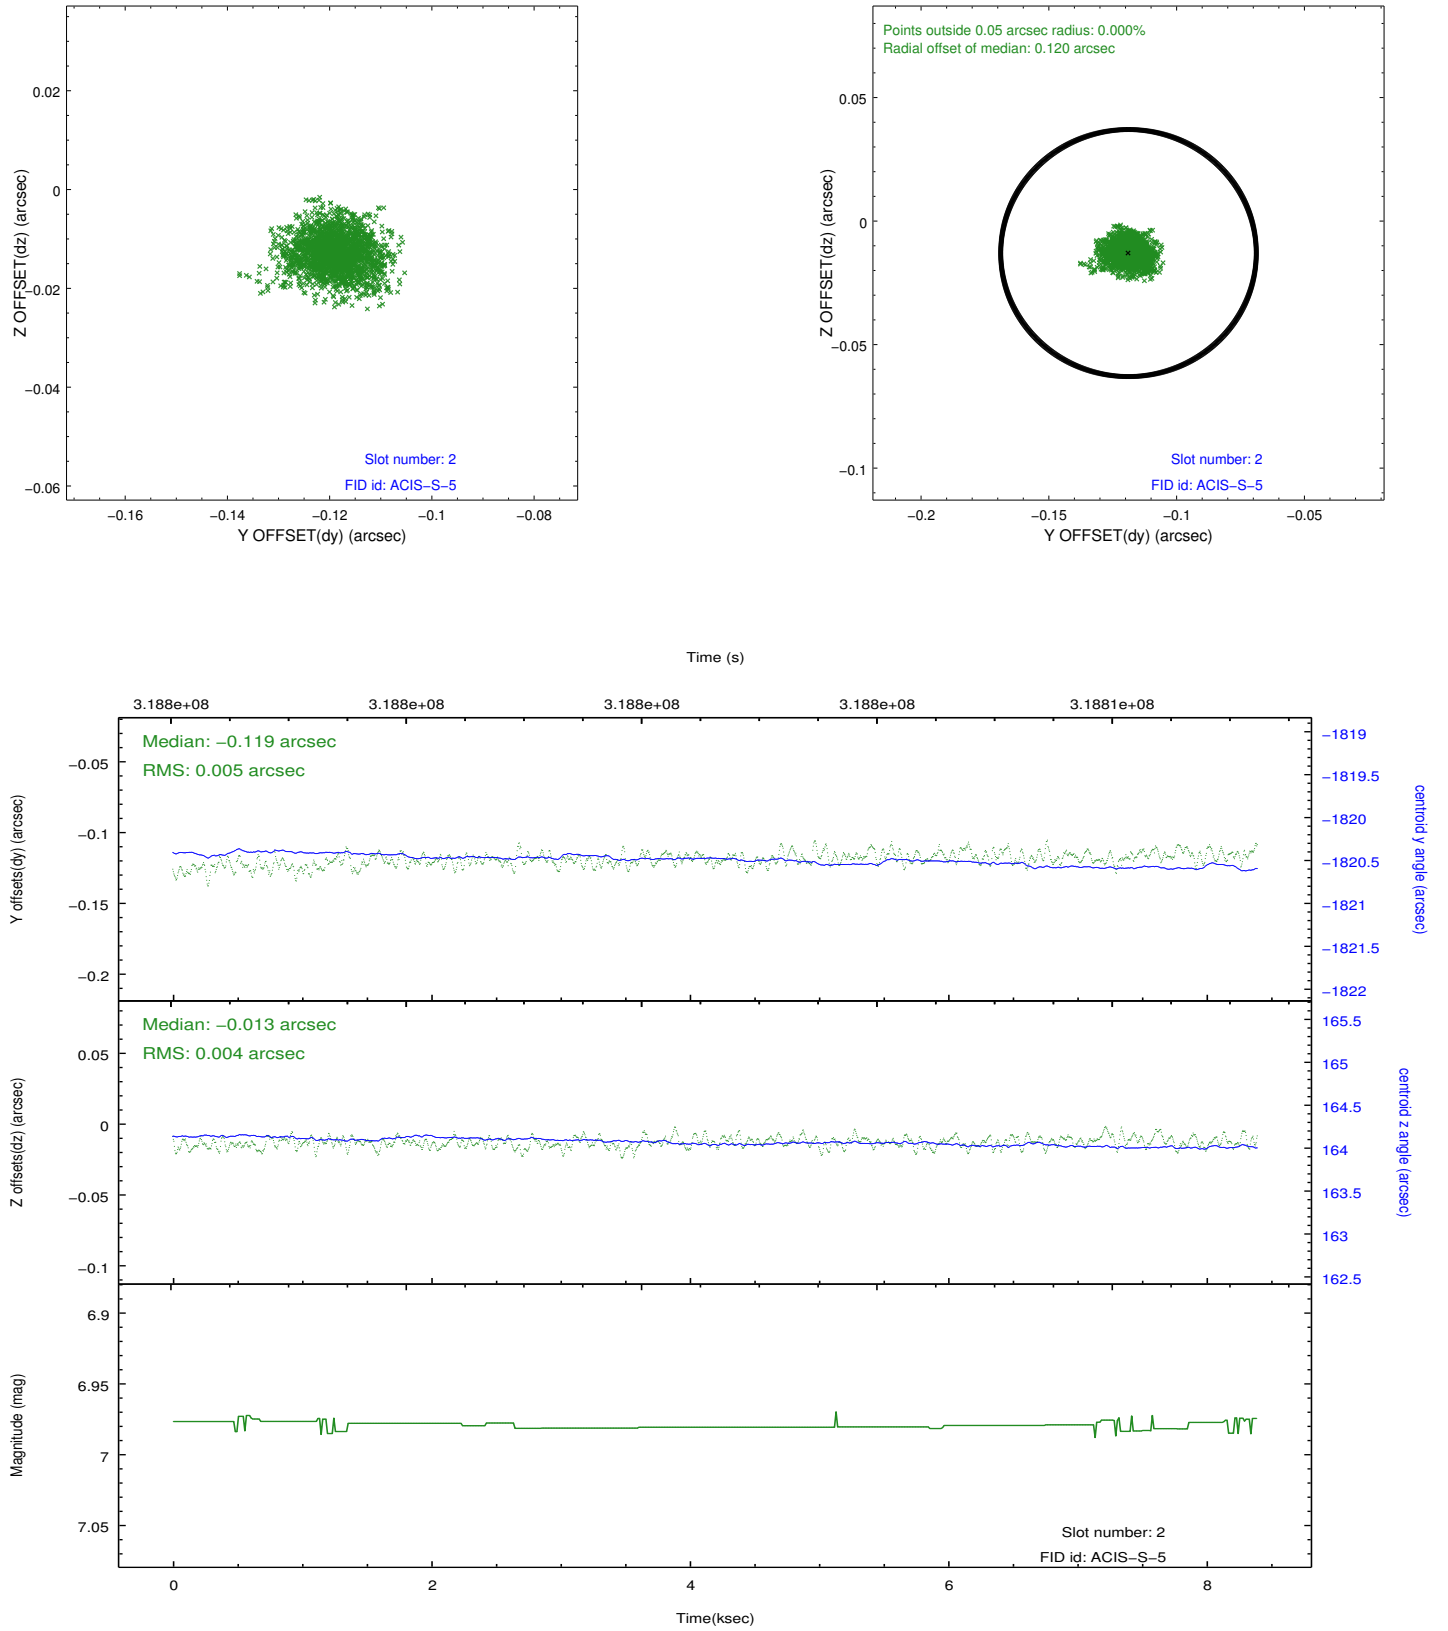 0.02
0
−0.02
−0.04
−0.06
Z OFFSET(dz) (arcsec)
Slot number: 2
FID id: ACIS−S−5
−0.16 −0.14 −0.12 −0.1 −0.08
Y OFFSET(dy) (arcsec)
Points outside 0.05 arcsec radius: 0.000%
Radial offset of median: 0.120 arcsec
0.05
0
−0.05
−0.1
Z OFFSET(dz) (arcsec)
Slot number: 2
FID id: ACIS−S−5
−0.2 −0.15 −0.1 −0.05
Y OFFSET(dy) (arcsec)
Time (s)
3.188e+08 3.188e+08 3.188e+08 3.188e+08 3.1881e+08
Median: −0.119 arcsec
RMS: 0.005 arcsec
−0.05
−0.1
−0.15
−0.2
Y offsets(dy) (arcsec)
−1819
−1819.5
−1820
−1820.5
−1821
−1821.5
−1822
centroid y angle (arcsec)
Median: −0.013 arcsec
RMS: 0.004 arcsec
0.05
0
−0.05
−0.1
Z offsets(dz) (arcsec)
165.5
165
164.5
164
163.5
163
162.5
centroid z angle (arcsec)
6.9
6.95
7
7.05
Magnitude (mag)
Slot number: 2
FID id: ACIS−S−5
0 2 4 6 8
Time(ksec)